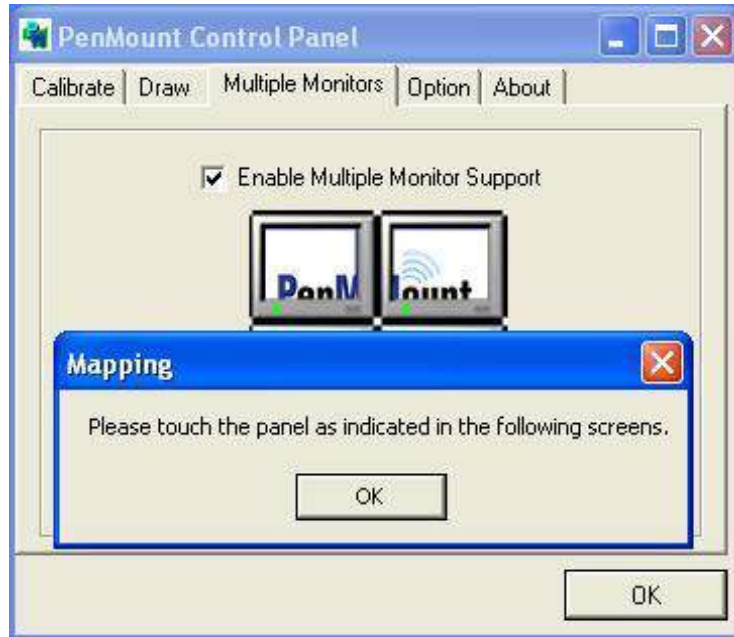 PenMount Control Panel
Calibrate Draw Multiple Monitors Option About
Enable Multiple Monitor Support
PenMount
Mapping
Please touch the panel as indicated in the following screens.
OK
OK